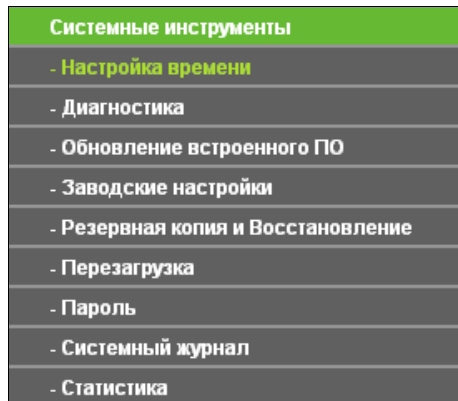 Системные инструменты
- Настройка времени
- Диагностика
- Обновление встроенного ПО
- Заводские настройки
- Резервная копия и Восстановление
- Перезагрузка
- Пароль
- Системный журнал
- Статистика